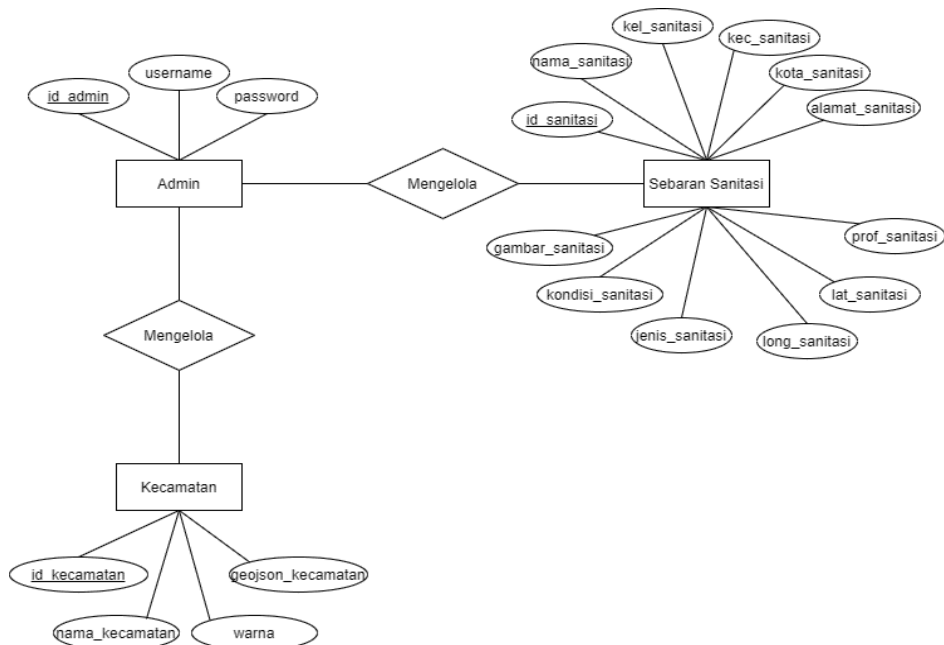 kel_sanitasi
kec_sanitasi
nama_sanitasi
kota_sanitasi
username
id_admin
password
alamat_sanitasi
id_sanitasi
Admin
Mengelola
Sebaran Sanitasi
gambar_sanitasi
prof_sanitasi
kondisi_sanitasi
lat_sanitasi
jenis_sanitasi
long_sanitasi
Mengelola
Kecamatan
id_kecamatan
geojson_kecamatan
nama_kecamatan
warna